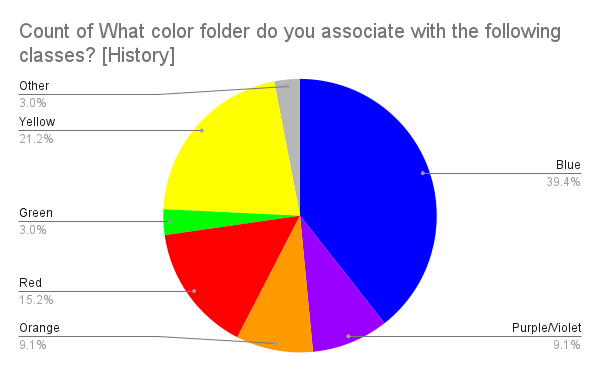 Count of What color folder do you associate with the following
classes? [History]
Other
3.0%
Yellow
21.2%
Blue
39.4%
Green
3.0%
Red
15.2%
Orange
9.1%
Purple/Violet
9.1%